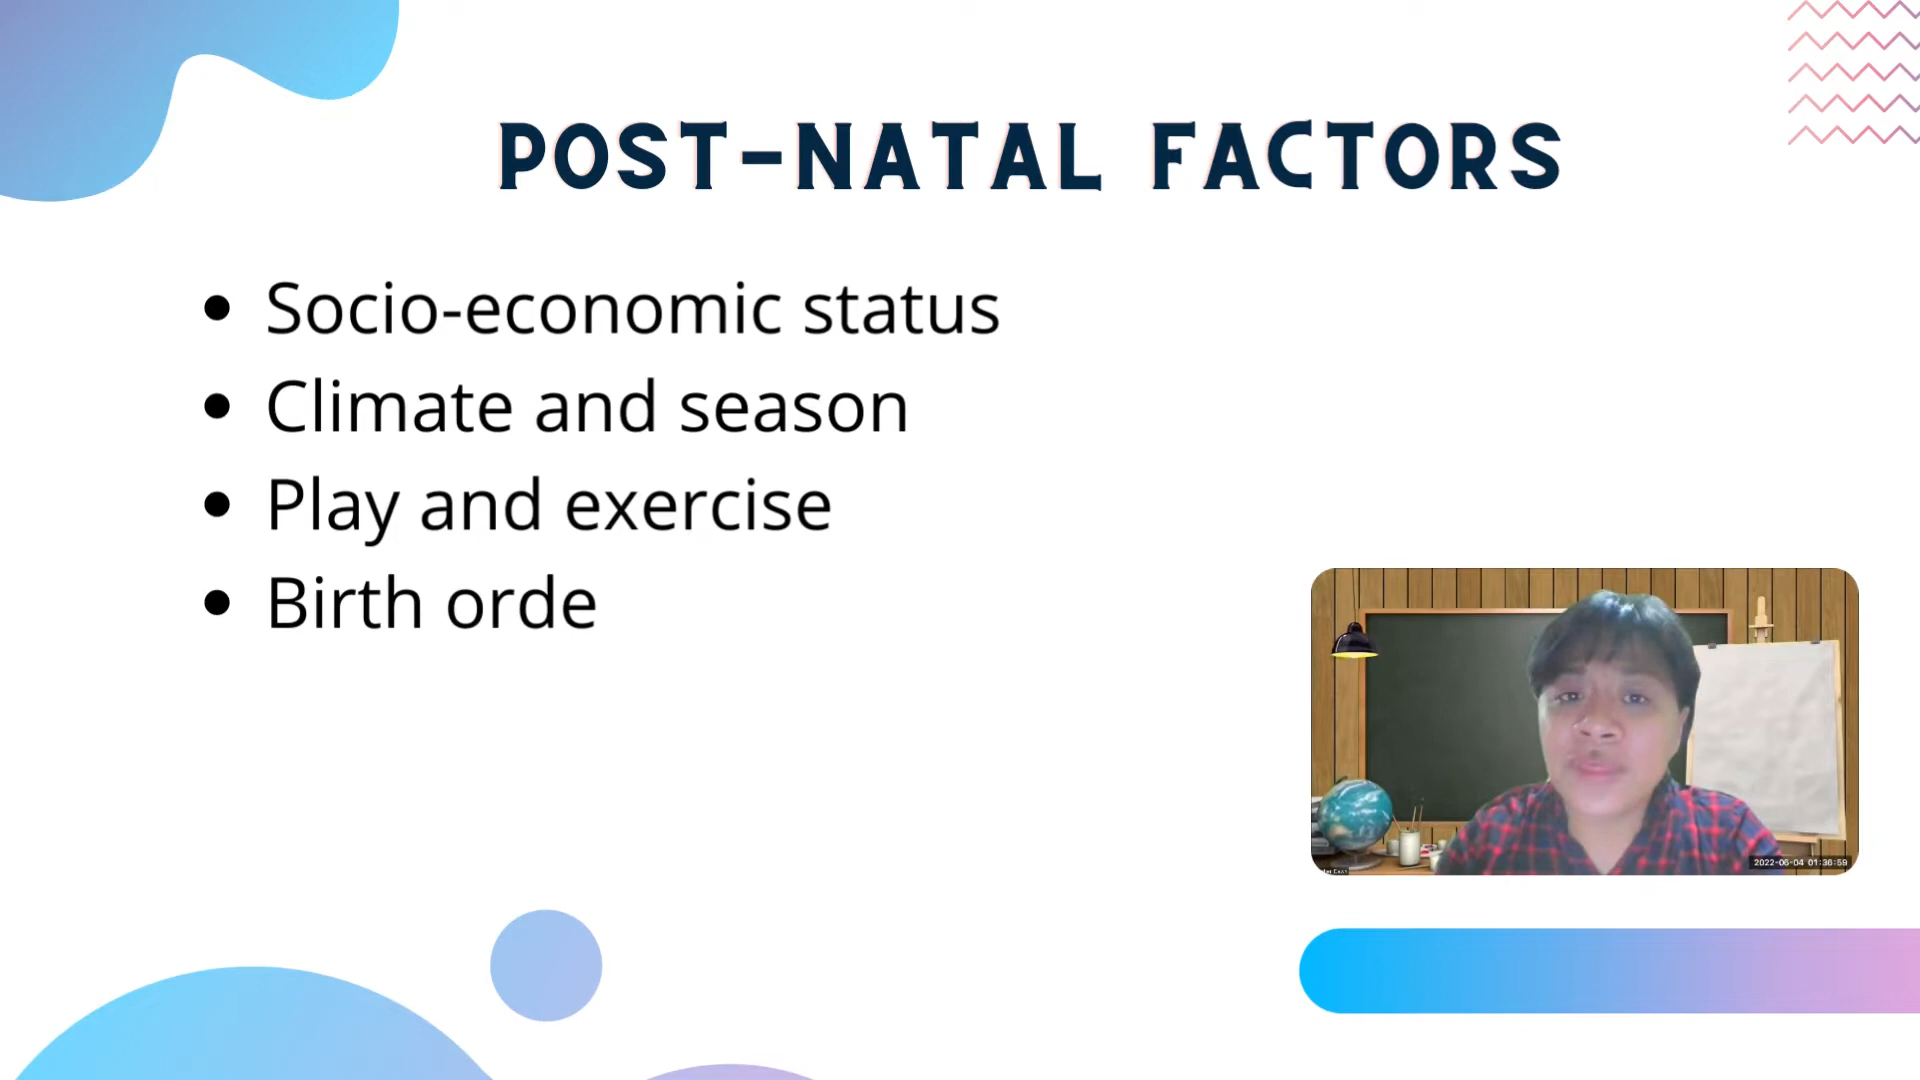 POST-NATAL FACTORS
• Socio-economic status
• Climate and season
• Play and exercise
• Birth orde
2022-06-04 01:36:59